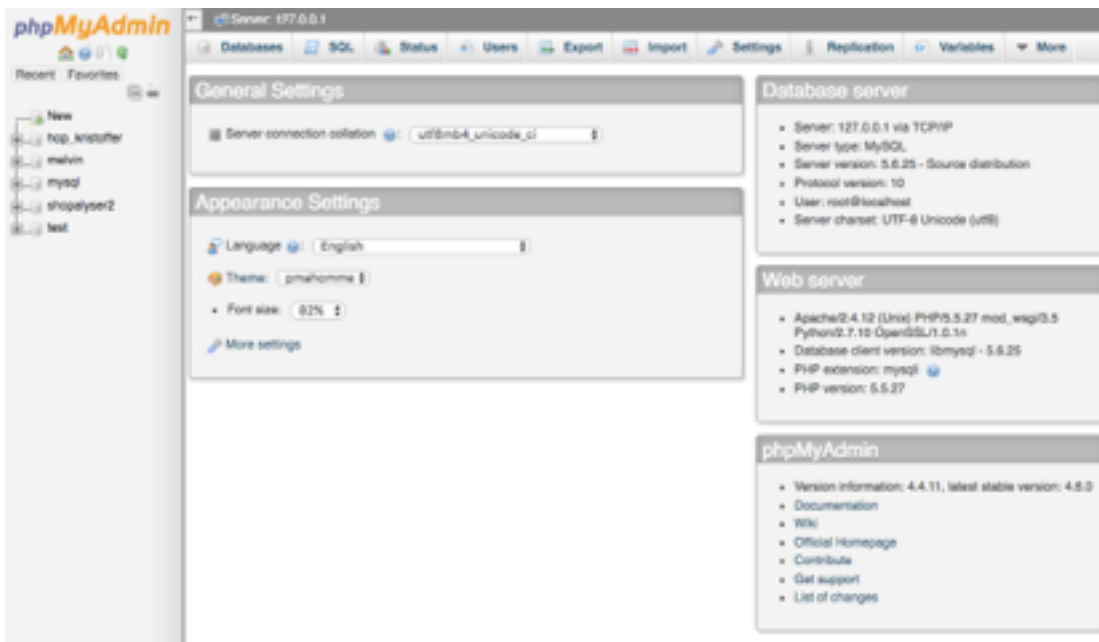 phpMyAdmin
Recent Favorites
New
hop_kristoffer
melvin
mysql
shopalyser2
test
Server: 127.0.0.1
Databases SQL Status Users Export Import Settings Replication Variables More
General Settings
Server connection collation : utf8mb4_unicode_ci
Appearance Settings
Language : English
Theme: pmahomme
Font size: 82%
More settings
Database server
Server: 127.0.0.1 via TCP/IP
Server type: MySQL
Server version: 5.6.25 - Source distribution
Protocol version: 10
User: root@localhost
Server charset: UTF-8 Unicode (utf8)
Web server
Apache/2.4.12 (Unix) PHP/5.5.27 mod_wsgi/3.5
Python/2.7.10 OpenSSL/1.0.1n
Database client version: libmysql - 5.6.25
PHP extension: mysqli
PHP version: 5.5.27
phpMyAdmin
Version information: 4.4.11, latest stable version:
Documentation
Wiki
Official Homepage
Contribute
Get support
List of changes